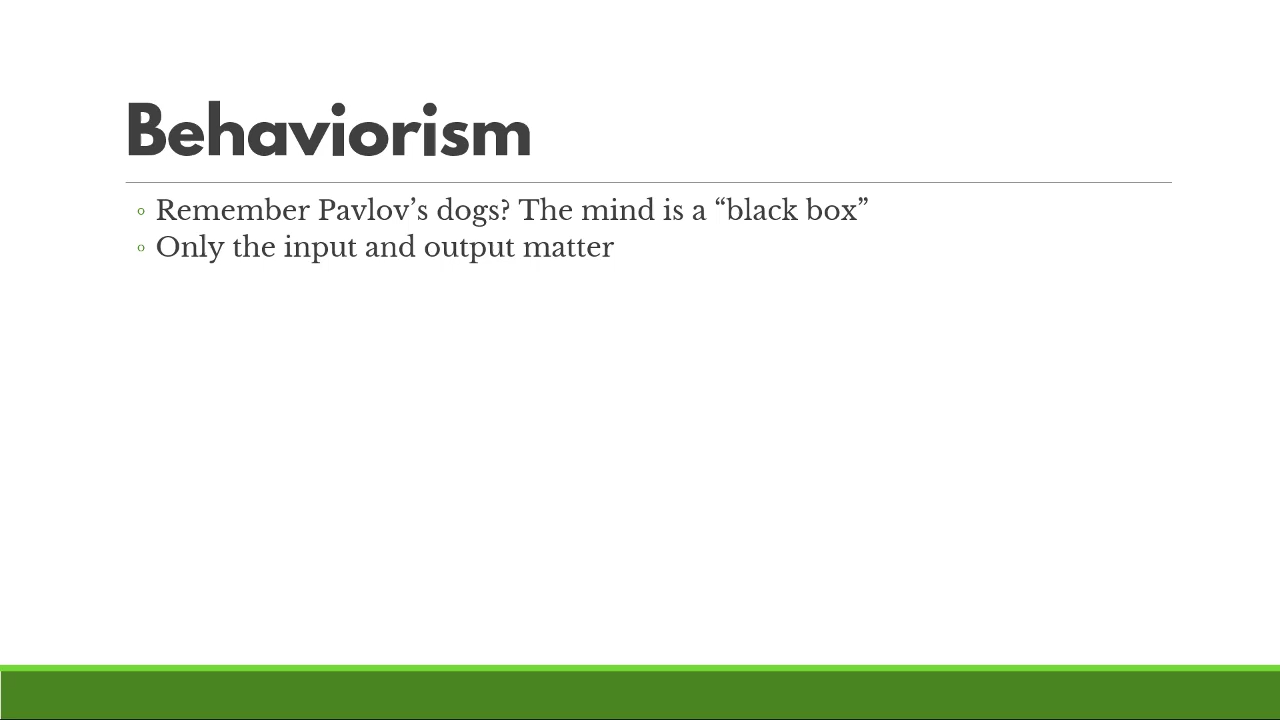 Behaviorism
◦ Remember Pavlov’s dogs? The mind is a “black box”
◦ Only the input and output matter